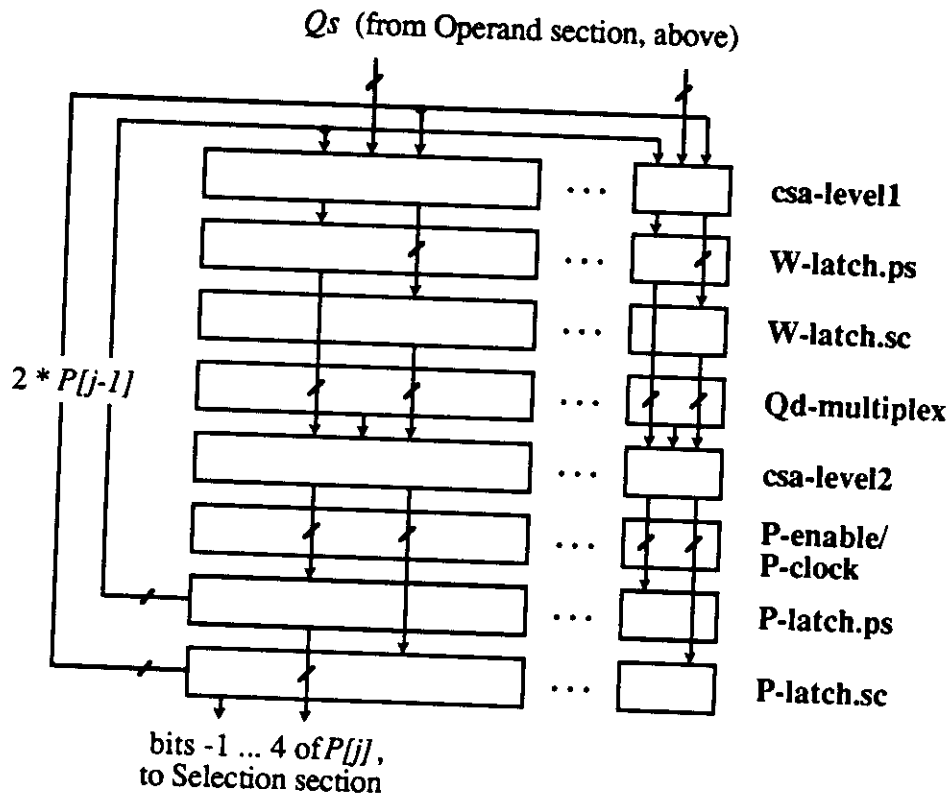 Qs (from Operand section, above)
csa-level1
W-latch.ps
W-latch.sc
2 * P[j-1]
Qd-multiplex
csa-level2
P-enable/
P-clock
P-latch.ps
P-latch.sc
bits -1 ... 4 of P[j],
to Selection section